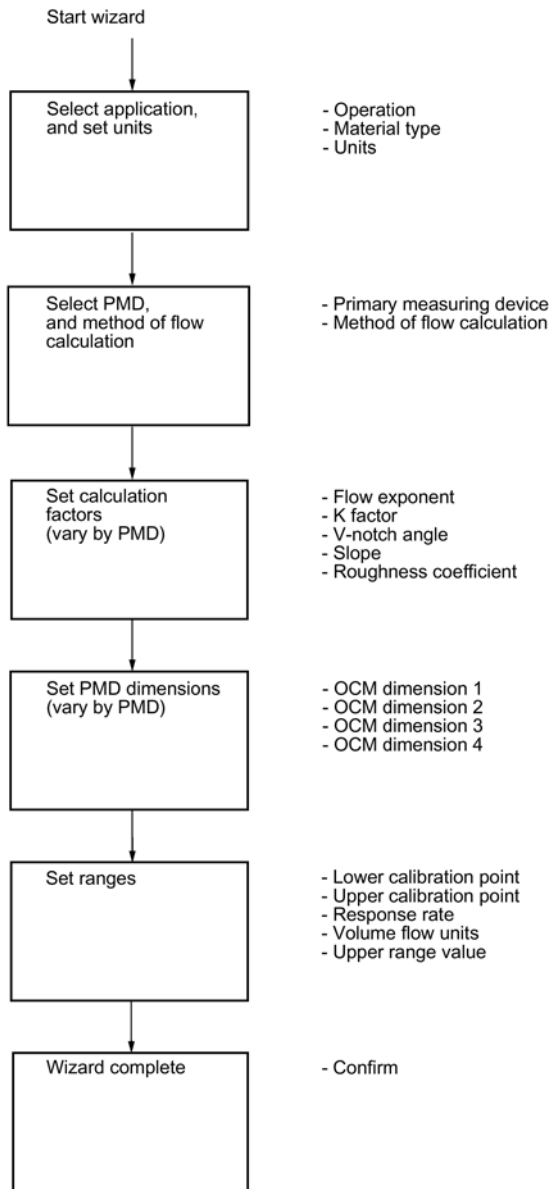 Start wizard
Select application,
and set units
- Operation
- Material type
- Units
Select PMD,
and method of flow
calculation
- Primary measuring device
- Method of flow calculation
Set calculation
factors
(vary by PMD)
- Flow exponent
- K factor
- V-notch angle
- Slope
- Roughness coefficient
Set PMD dimensions
(vary by PMD)
- OCM dimension 1
- OCM dimension 2
- OCM dimension 3
- OCM dimension 4
Set ranges
- Lower calibration point
- Upper calibration point
- Response rate
- Volume flow units
- Upper range value
Wizard complete
- Confirm